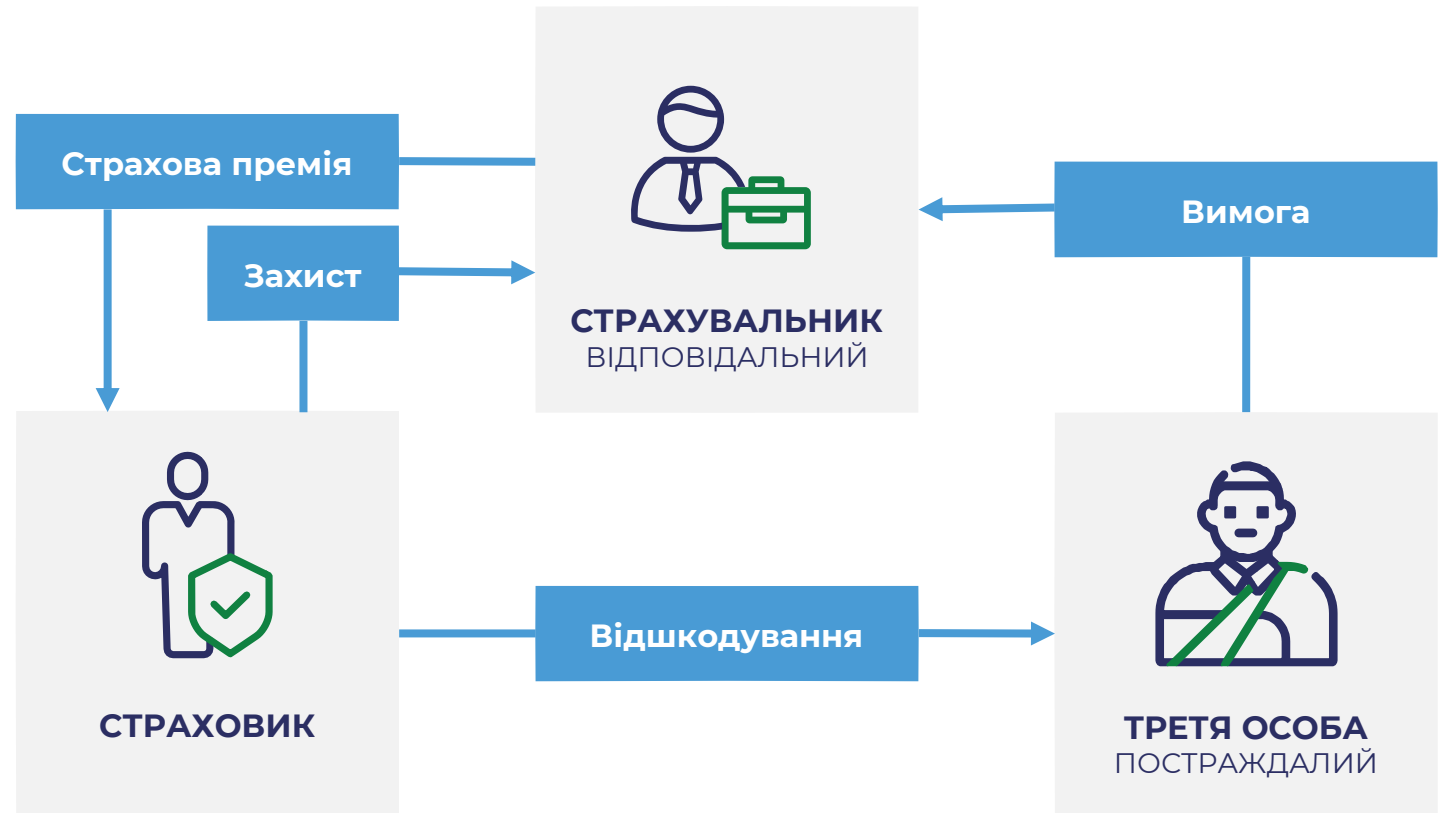 Страхова премія
Захист
СТРАХУВАЛЬНИК
ВІДПОВІДАЛЬНИЙ
Вимога
СТРАХОВИК
Відшкодування
ТРЕТЯ ОСОБА
ПОСТРАЖДАЛИЙ